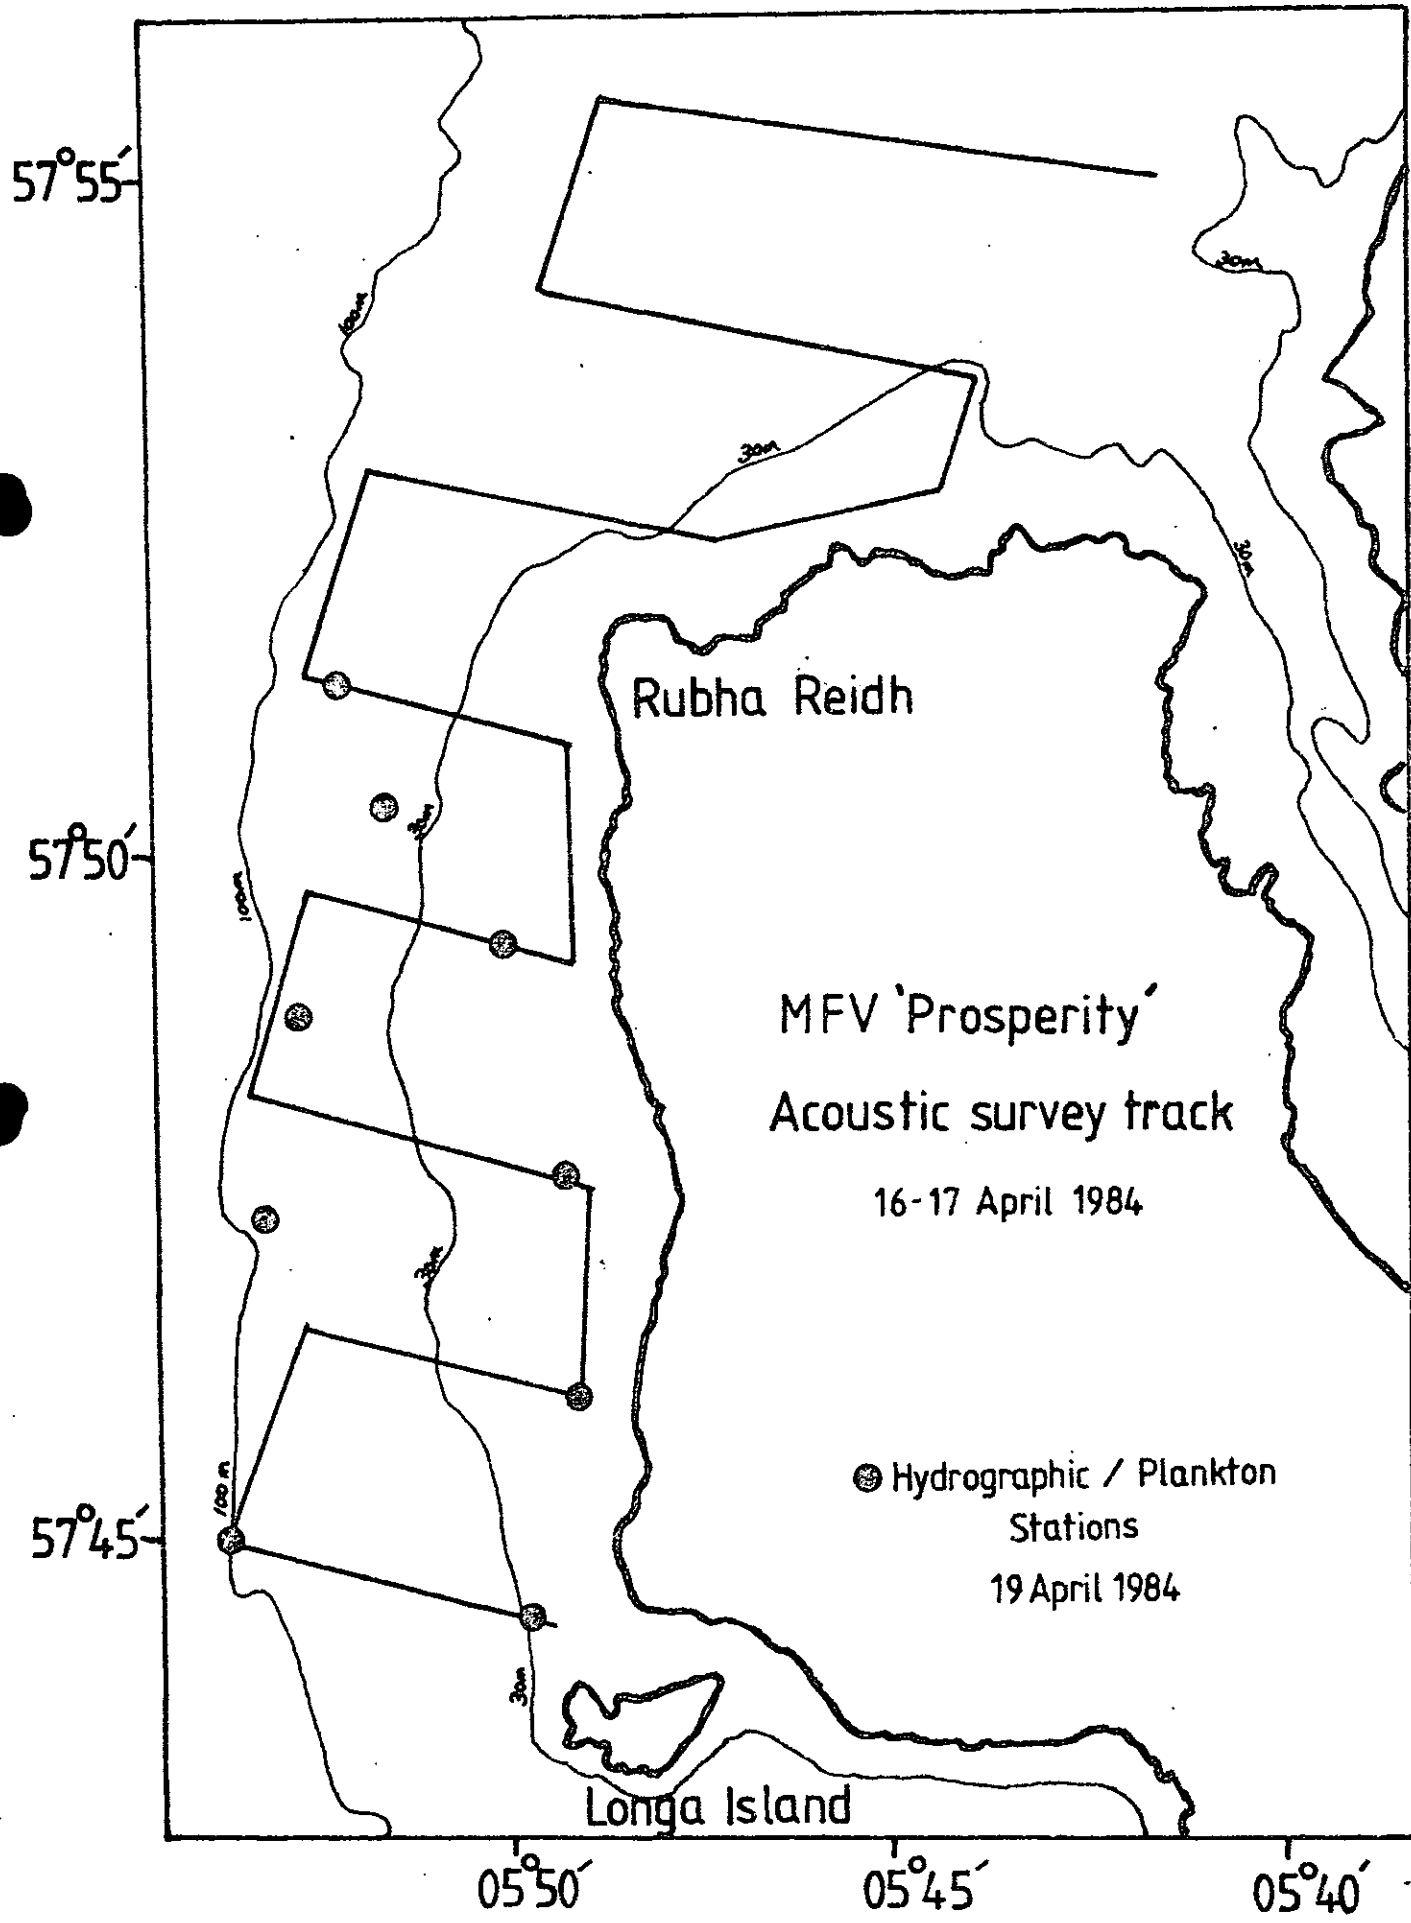 57°55´
30m
100m
30m
30m
Rubha Reidh
30m
57°50´
100m
MFV ‵Prosperity´
Acoustic survey track
16-17 April 1984
30m
100m
Hydrographic / Plankton
Stations
57°45´
19 April 1984
30m
Longa Island
05°50´ 05°45´ 05°40´